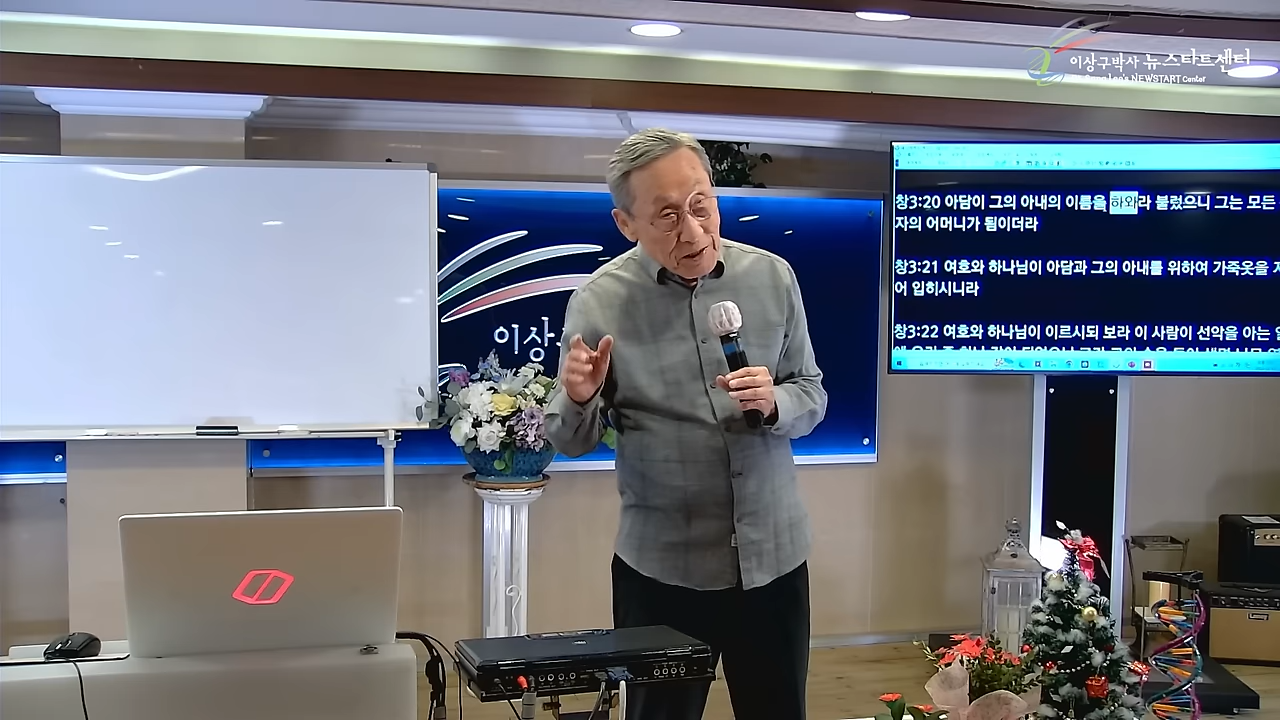 이상구박사 뉴스타트센터
Lee's NEWSTART Center
창3:20 아담이 그의 아내의 이름을 하와라 불렀으니 그는 모든
자의 어머니가 됨이더라
창3:21 여호와 하나님이 아담과 그의 아내를 위하여 가죽옷을
어 입히시니라
창3:22 여호와 하나님이 이르시되 보라 이 사람이 선악을 아는
이상